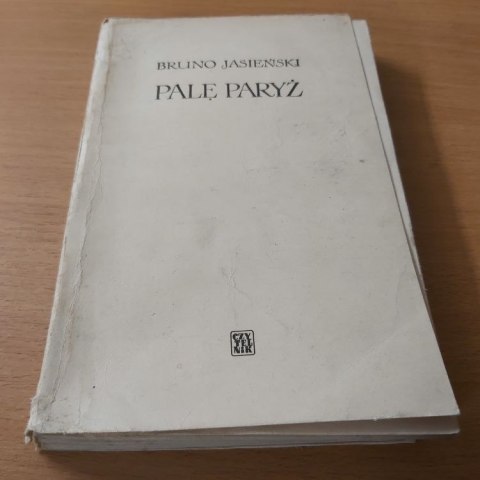 BRUNO JASIEŃSKI
PALĘ PARYŻ
CZY
TEL
NIK